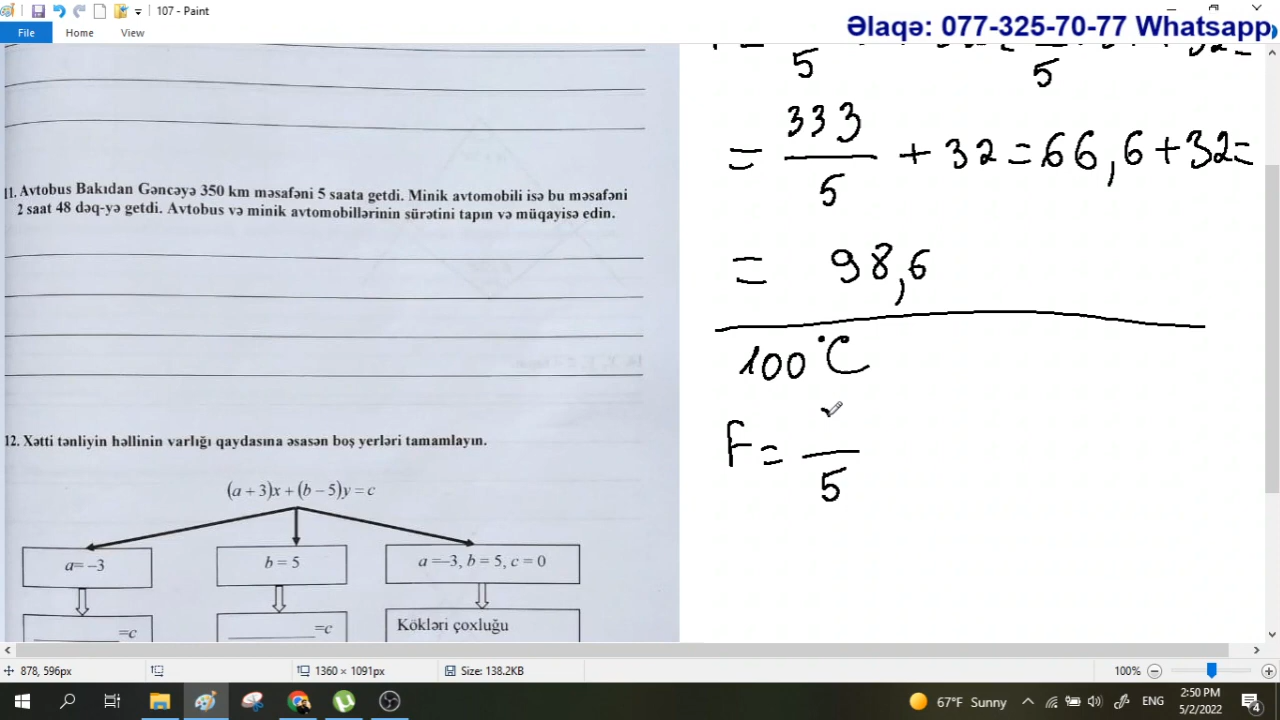 107 - Paint
Əlaqə: 077-325-70-77 Whatsapp
File Home View
5 5
= 333/5 + 32 = 66,6 + 32 =
= 98,6
100°C
F = /5
11. Avtobus Bakıdan Gəncəyə 350 km məsafəni 5 saata getdi. Minik avtomobili isə bu məsafəni
2 saat 48 dəq-yə getdi. Avtobus və minik avtomobillərinin sürətini tapın və müqayisə edin.
12. Xətti tənliyin həllinin varlığı qaydasına əsasən boş yerləri tamamlayın.
(a + 3)x + (b – 5)y = c
a= –3
b = 5
a =–3, b = 5, c = 0
________=c
________=c
Kökləri çoxluğu
878, 596px
1360 × 1091px
Size: 138.2KB
100%
67°F Sunny
ENG
2:50 PM
5/2/2022
4